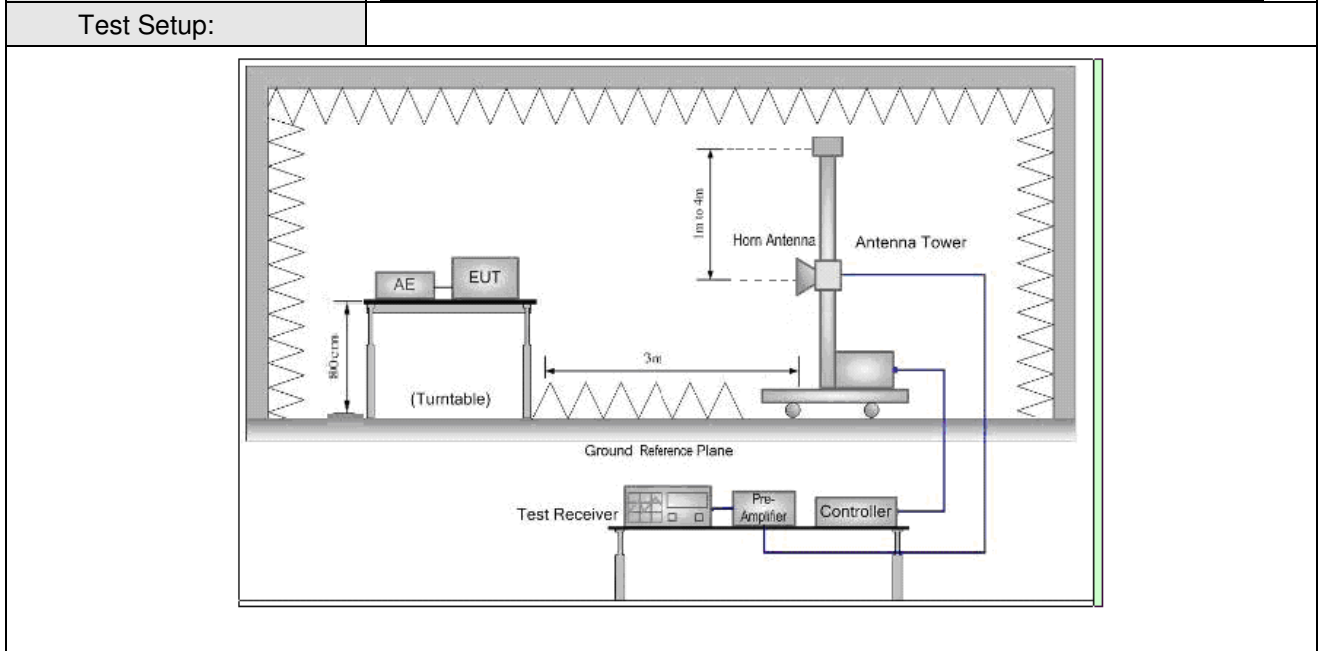 Test Setup:
1m to 4m
Horn Antenna
Antenna Tower
AE
EUT
80cm
3m
(Turntable)
Ground Reference Plane
Test Receiver
Pre-
Amplifier
Controller